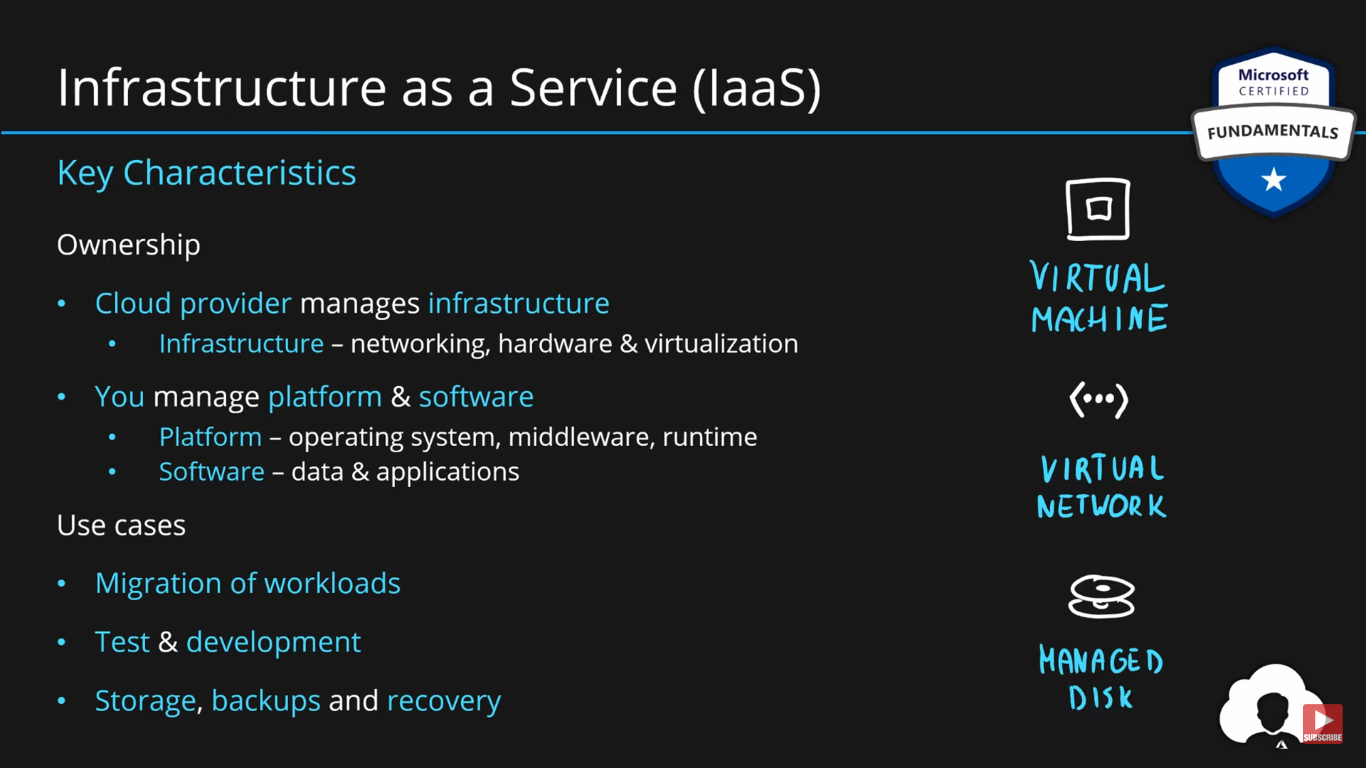 Infrastructure as a Service (IaaS)
Microsoft
CERTIFIED
FUNDAMENTALS
Key Characteristics
Ownership
• Cloud provider manages infrastructure
• Infrastructure – networking, hardware & virtualization
• You manage platform & software
• Platform – operating system, middleware, runtime
• Software – data & applications
Use cases
• Migration of workloads
• Test & development
• Storage, backups and recovery
VIRTUAL
MACHINE
VIRTUAL
NETWORK
MANAGED
DISK
SUBSCRIBE